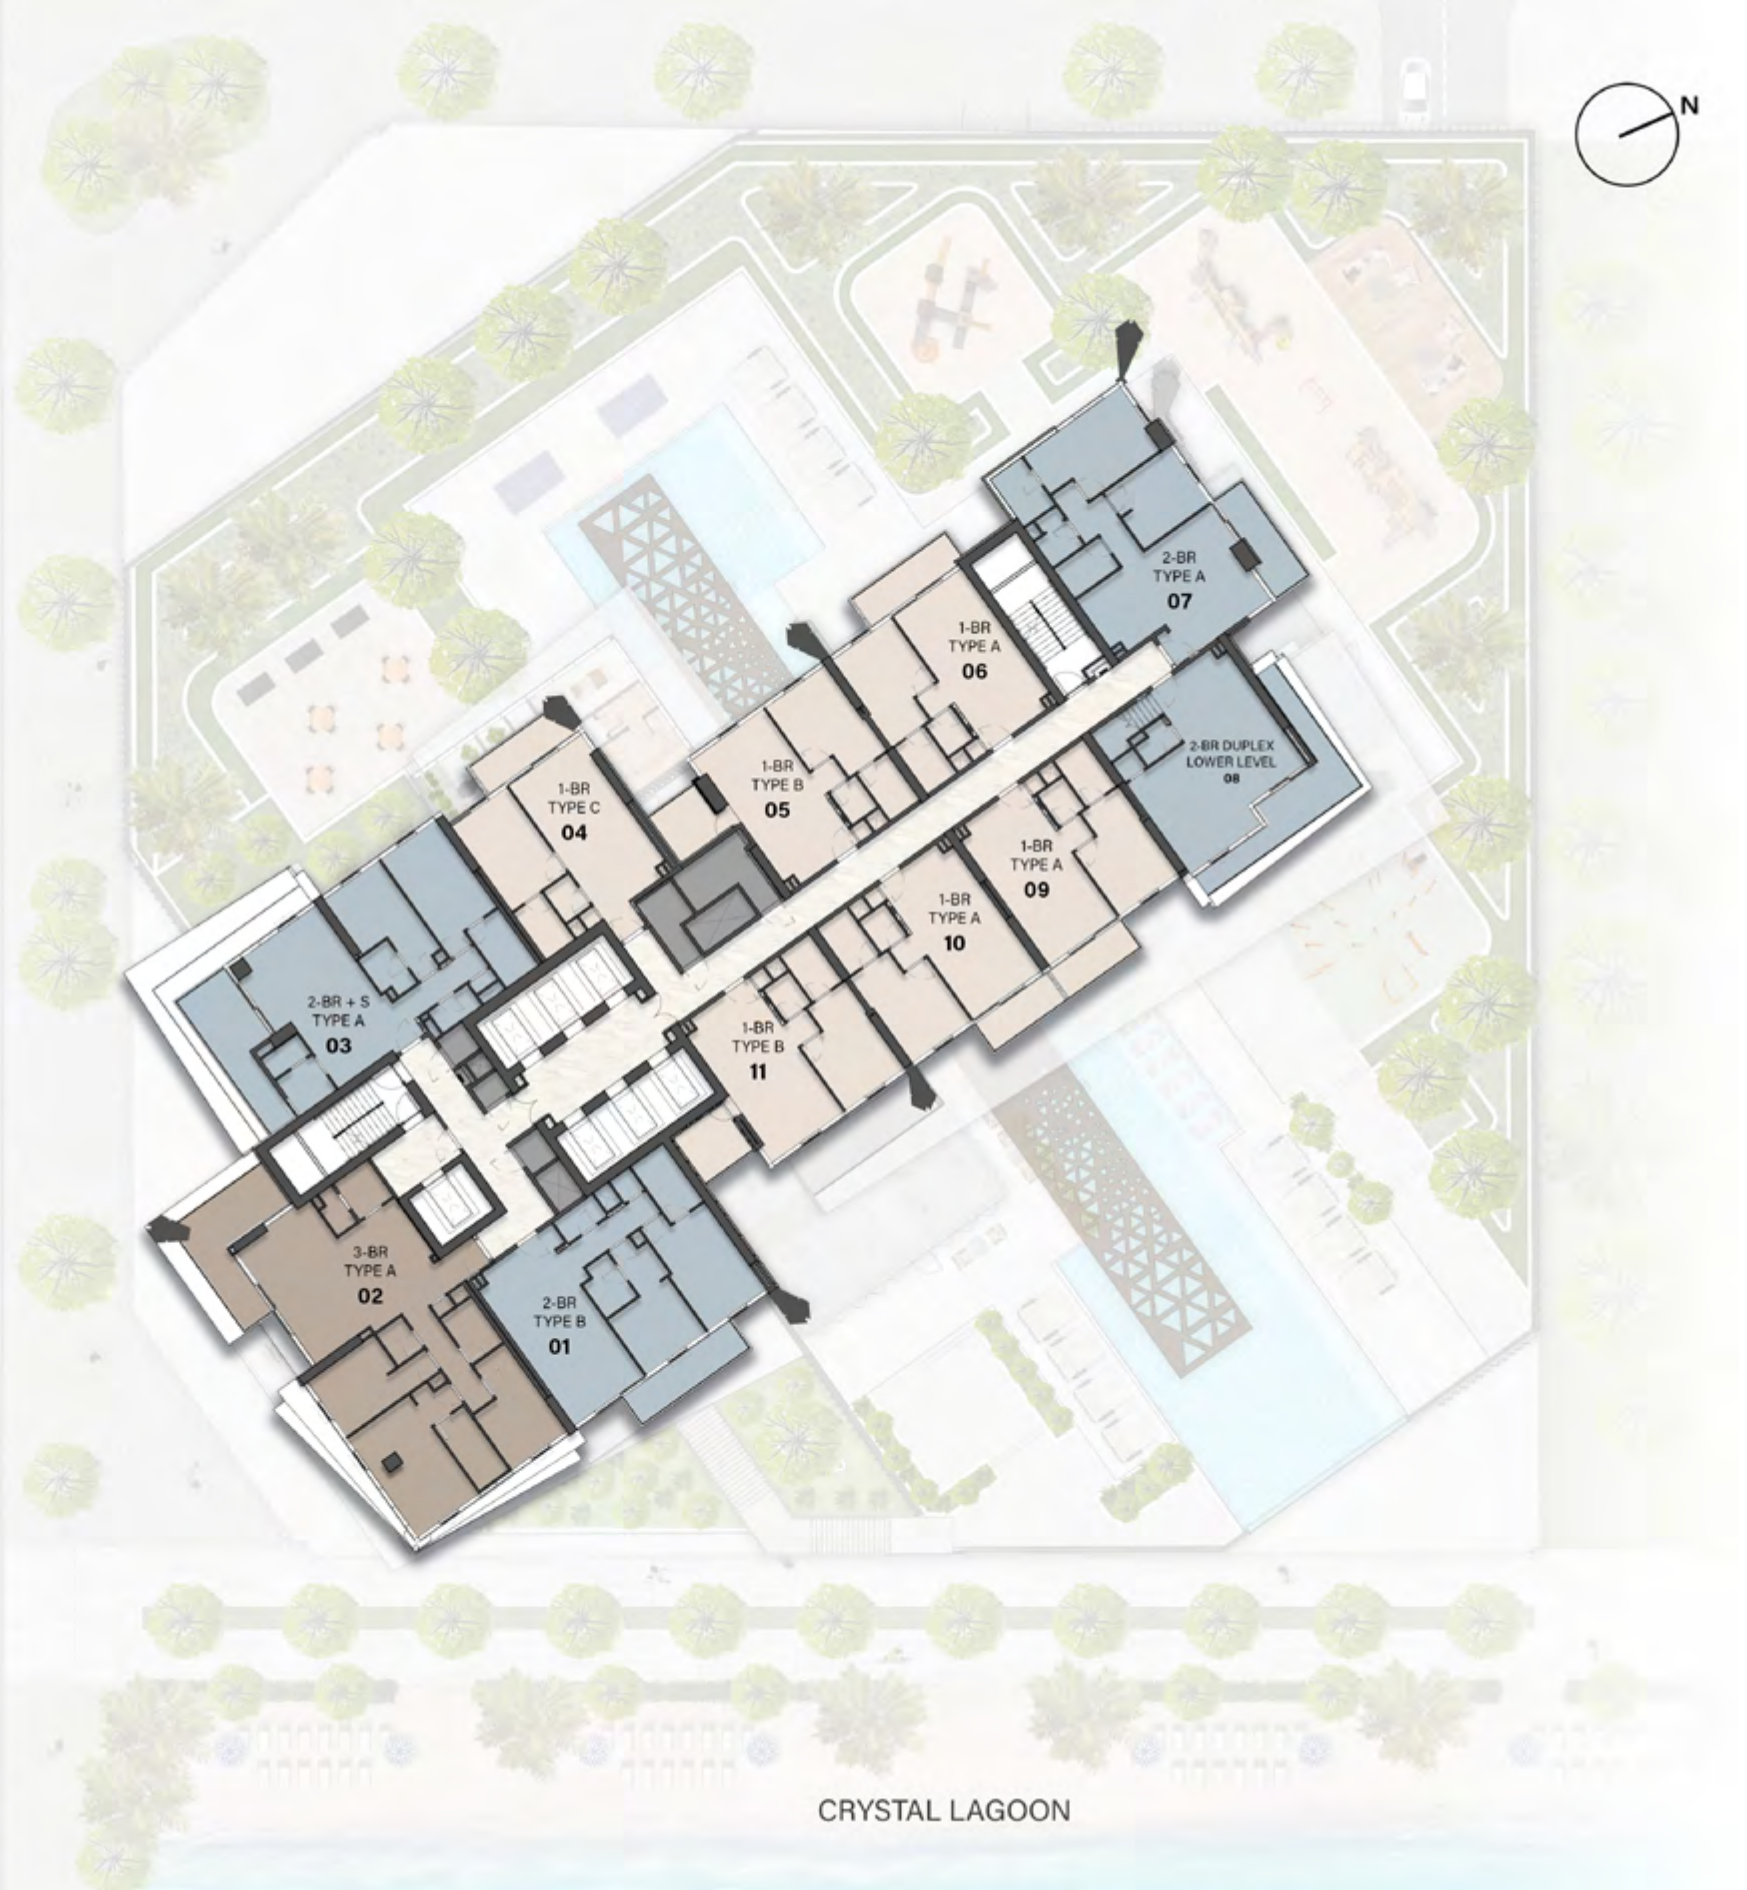 N
2-BR
TYPE A
07
1-BR
TYPE A
06
1-BR
TYPE B
05
1-BR
TYPE C
04
2-BR DUPLEX
LOWER LEVEL
08
1-BR
TYPE A
09
1-BR
TYPE A
10
2-BR + S
TYPE A
03
1-BR
TYPE B
11
3-BR
TYPE A
02
2-BR
TYPE B
01
CRYSTAL LAGOON